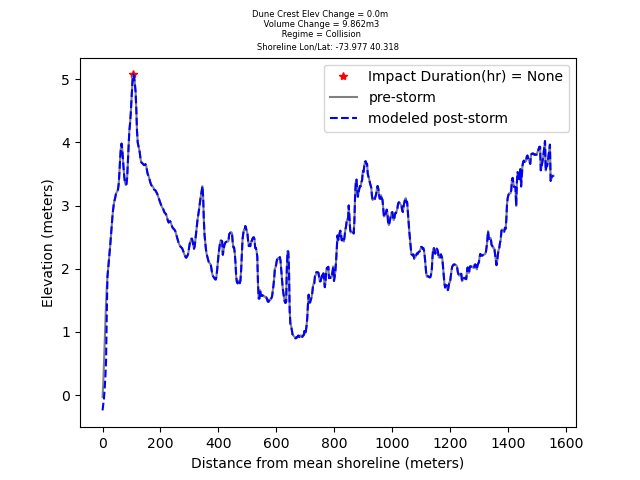 Dune Crest Elev Change = 0.0m
Volume Change = 9.862m3
Regime = Collision
Shoreline Lon/Lat: -73.977 40.318
Impact Duration(hr) = None
pre-storm
modeled post-storm
Elevation (meters)
5
4
3
2
1
0
0 200 400 600 800 1000 1200 1400 1600
Distance from mean shoreline (meters)